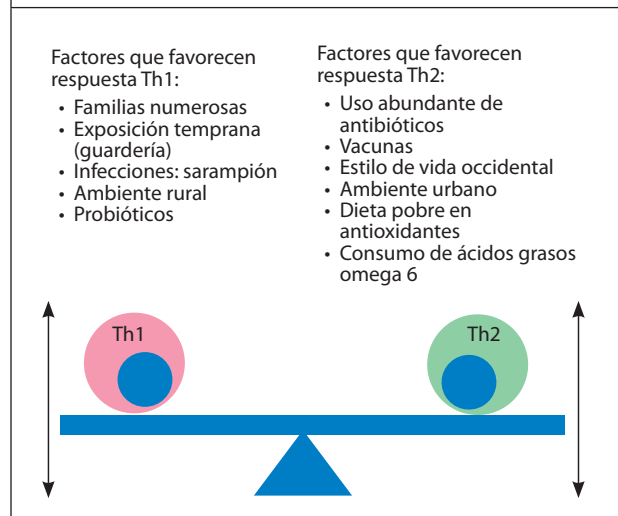 Factores que favorecen
respuesta Th1:
• Familias numerosas
• Exposición temprana
(guardería)
• Infecciones: sarampión
• Ambiente rural
• Probióticos
Factores que favorecen
respuesta Th2:
• Uso abundante de
antibióticos
• Vacunas
• Estilo de vida occidental
• Ambiente urbano
• Dieta pobre en
antioxidantes
• Consumo de ácidos grasos
omega 6
Th1
Th2